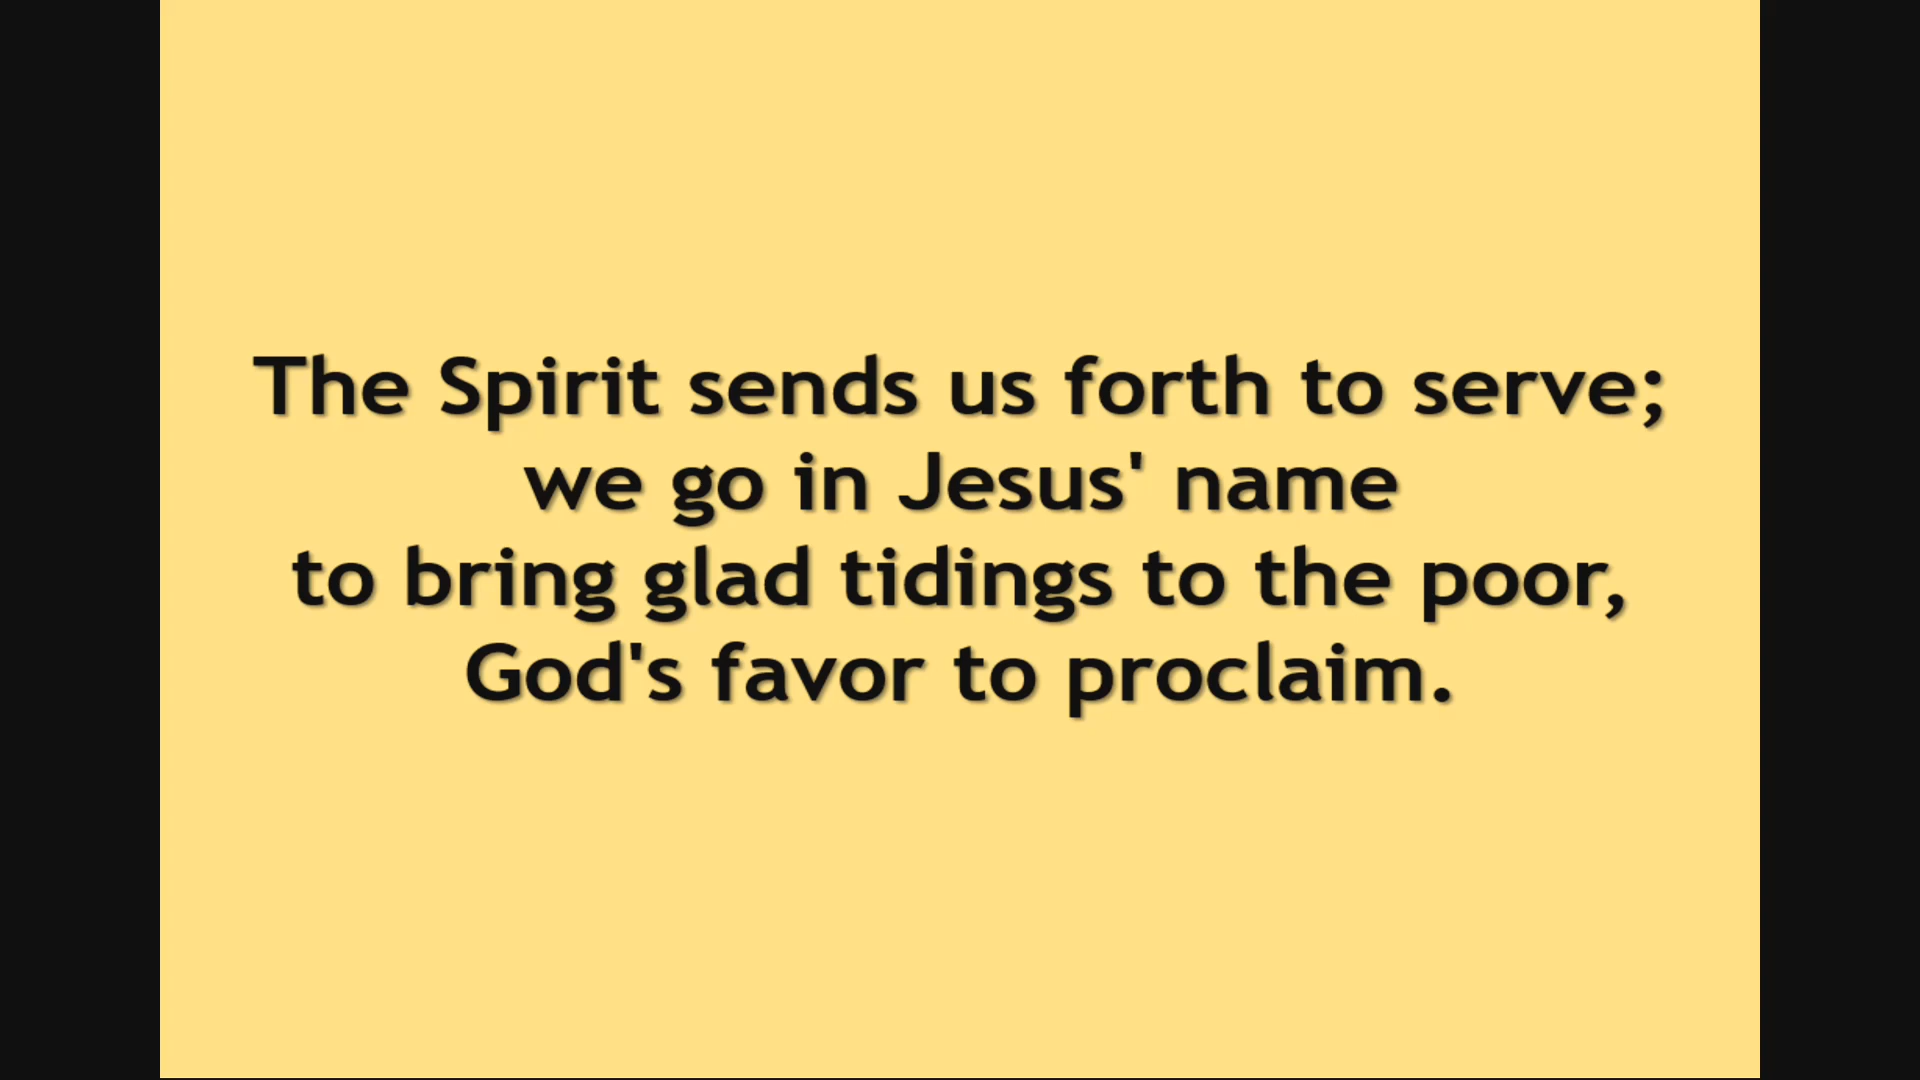 The Spirit sends us forth to serve;
we go in Jesus' name
to bring glad tidings to the poor,
God's favor to proclaim.